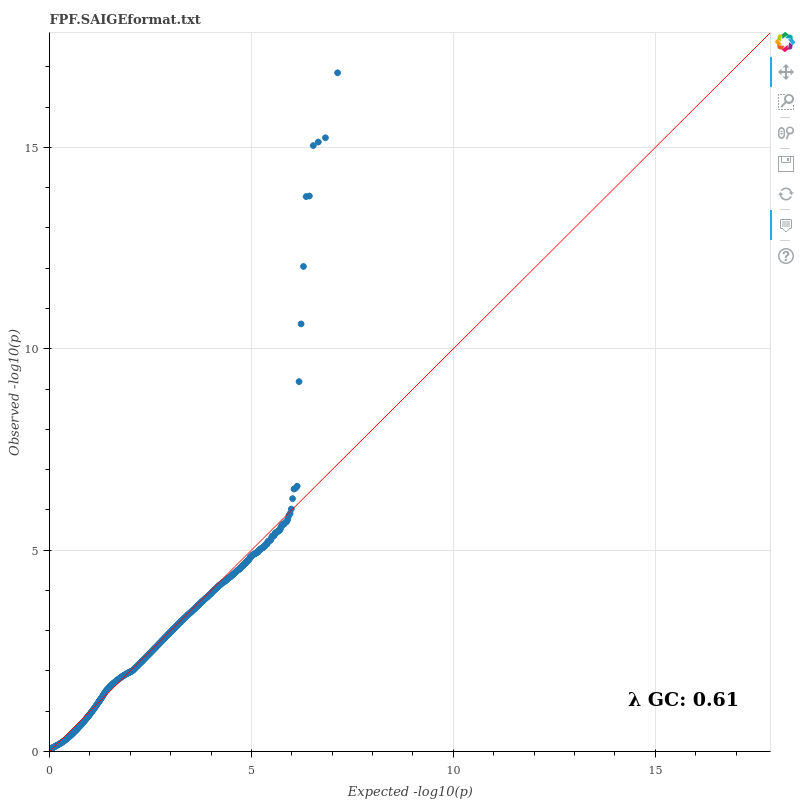 FPF.SAIGEformat.txt
15
10
5
0
0 5 10 15
Observed -log10(p)
Expected -log10(p)
λ GC: 0.61